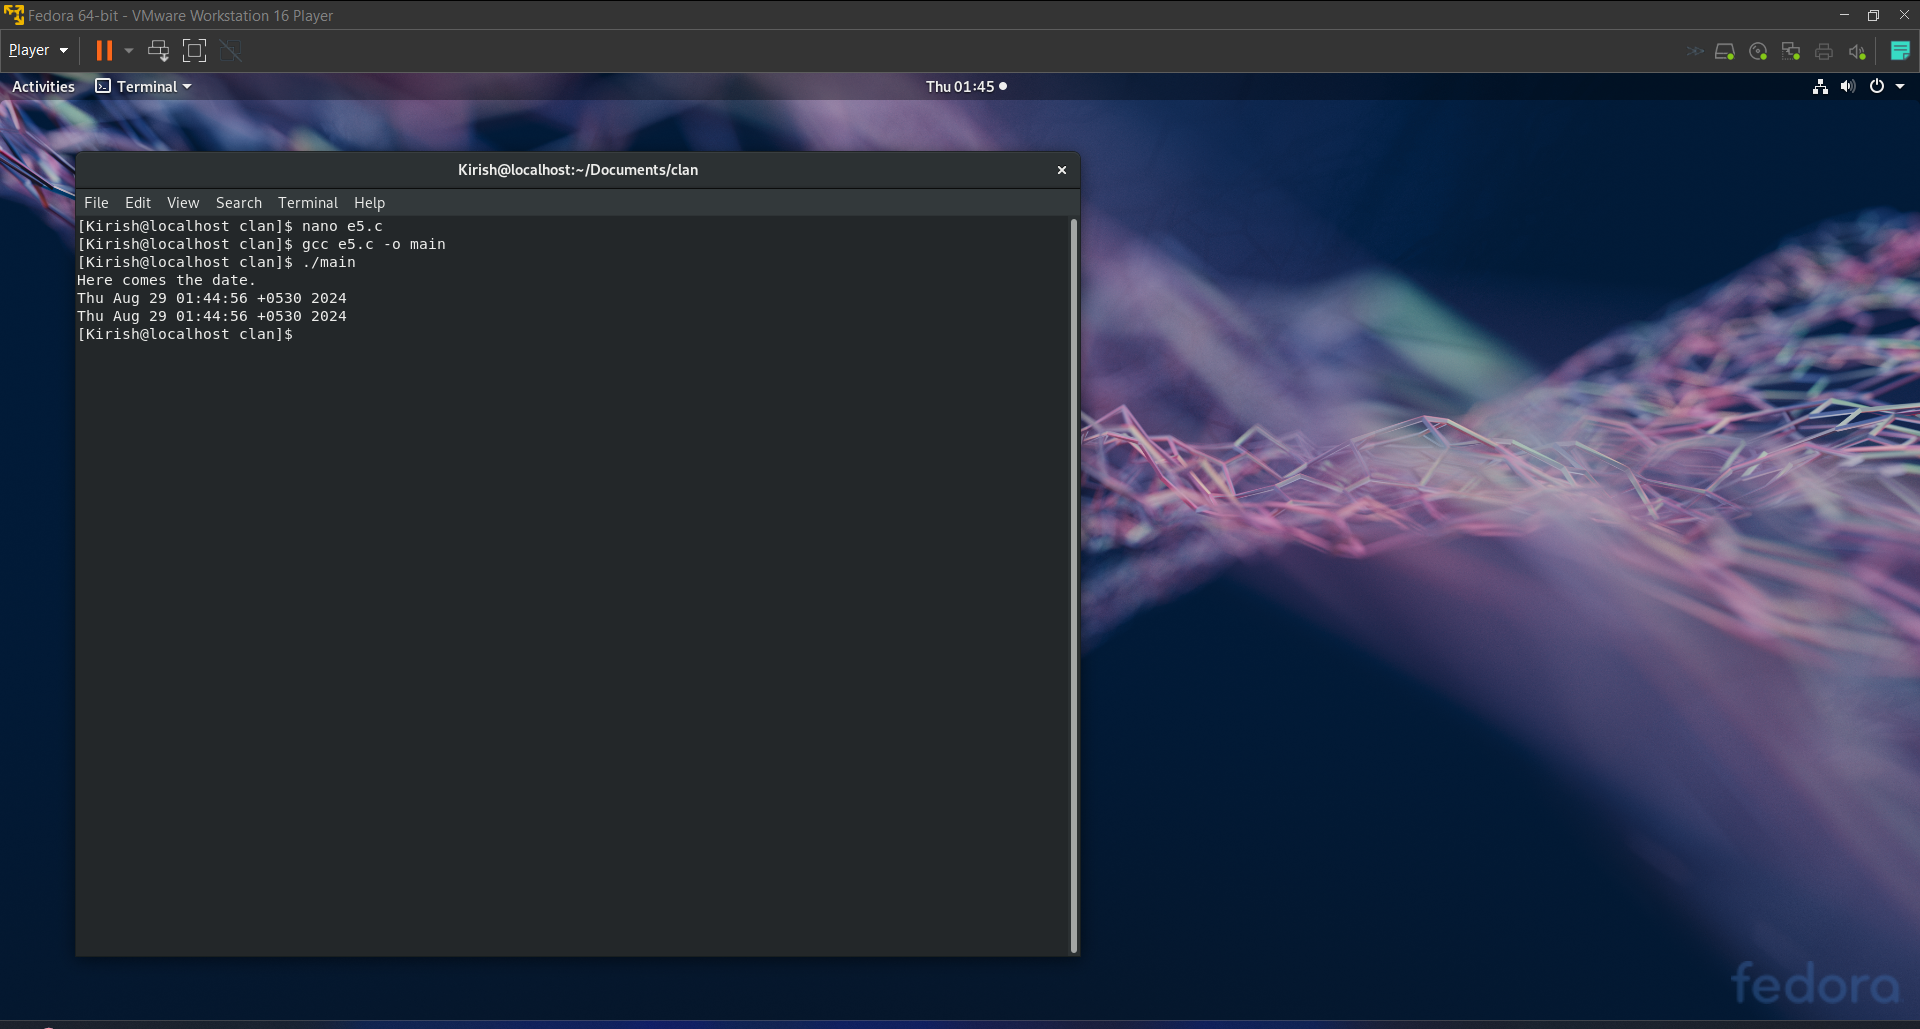 Fedora 64-bit - VMware Workstation 16 Player
Player
Activities Terminal Thu 01:45
Kirish@localhost:~/Documents/clan
File Edit View Search Terminal Help
[Kirish@localhost clan]$ nano e5.c
[Kirish@localhost clan]$ gcc e5.c -o main
[Kirish@localhost clan]$ ./main
Here comes the date.
Thu Aug 29 01:44:56 +0530 2024
Thu Aug 29 01:44:56 +0530 2024
[Kirish@localhost clan]$
fedora